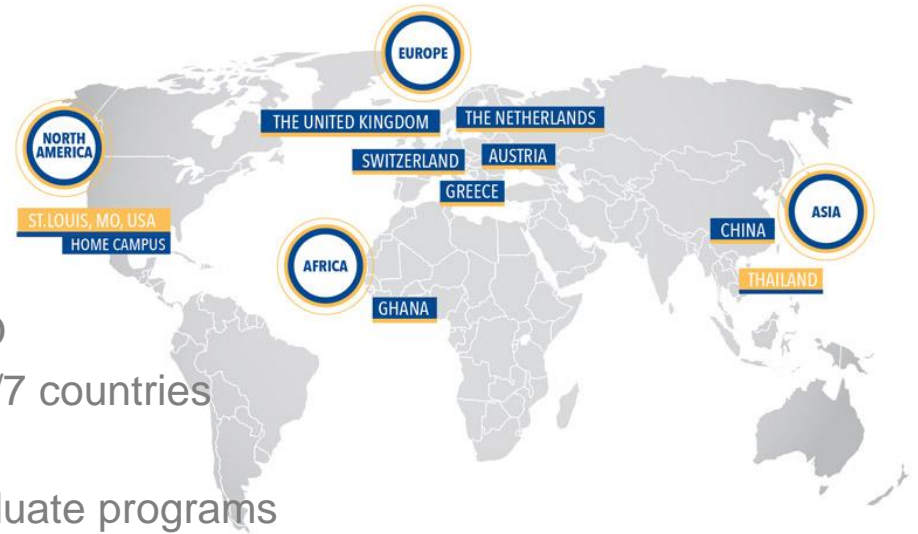 EUROPE
THE UNITED KINGDOM
THE NETHERLANDS
NORTH
AMERICA
SWITZERLAND
AUSTRIA
GREECE
ST.LOUIS, MO, USA
HOME CAMPUS
ASIA
CHINA
AFRICA
THAILAND
GHANA
/7 countries
programs